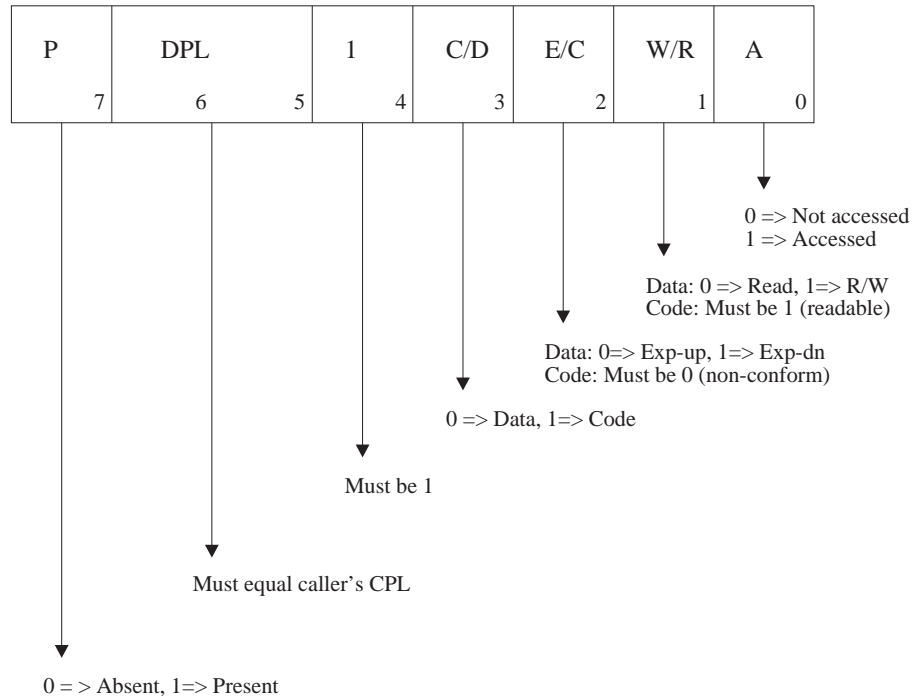 P DPL 1 C/D E/C W/R A
7 6 5 4 3 2 1 0
0 => Not accessed
1 => Accessed
Data: 0 => Read, 1=> R/W
Code: Must be 1 (readable)
Data: 0=> Exp-up, 1=> Exp-dn
Code: Must be 0 (non-conform)
0 => Data, 1=> Code
Must be 1
Must equal caller's CPL
0 = > Absent, 1=> Present